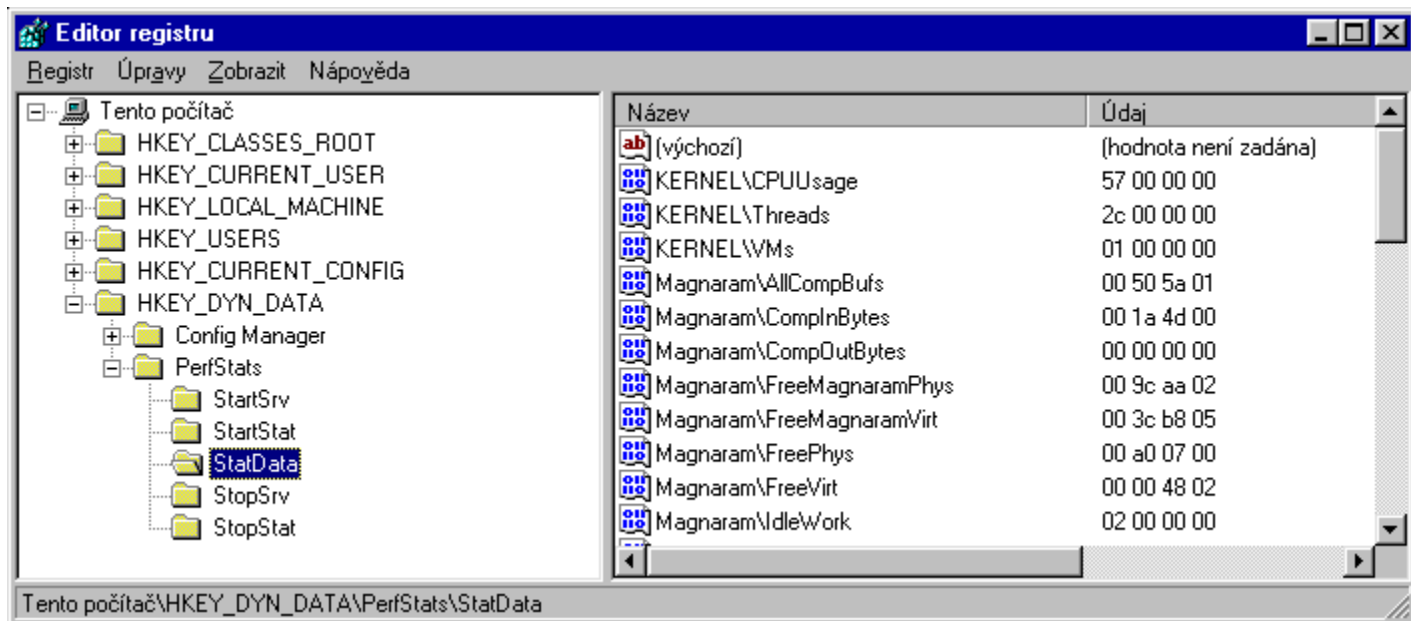 Editor registru
Registr Úpravy Zobrazit Nápověda
Tento počítač
HKEY_CLASSES_ROOT
HKEY_CURRENT_USER
HKEY_LOCAL_MACHINE
HKEY_USERS
HKEY_CURRENT_CONFIG
HKEY_DYN_DATA
Config Manager
PerfStats
StartSrv
StartStat
StatData
StopSrv
StopStat
Název Údaj
(výchozí) (hodnota není zadána)
KERNEL\CPUUsage 57 00 00 00
KERNEL\Threads 2c 00 00 00
KERNEL\VMs 01 00 00 00
Magnaram\AllCompBufs 00 50 5a 01
Magnaram\CompInBytes 00 1a 4d 00
Magnaram\CompOutBytes 00 00 00 00
Magnaram\FreeMagnaramPhys 00 9c aa 02
Magnaram\FreeMagnaramVirt 00 3c b8 05
Magnaram\FreePhys 00 a0 07 00
Magnaram\FreeVirt 00 00 48 02
Magnaram\IdleWork 02 00 00 00
Tento počítač\HKEY_DYN_DATA\PerfStats\StatData